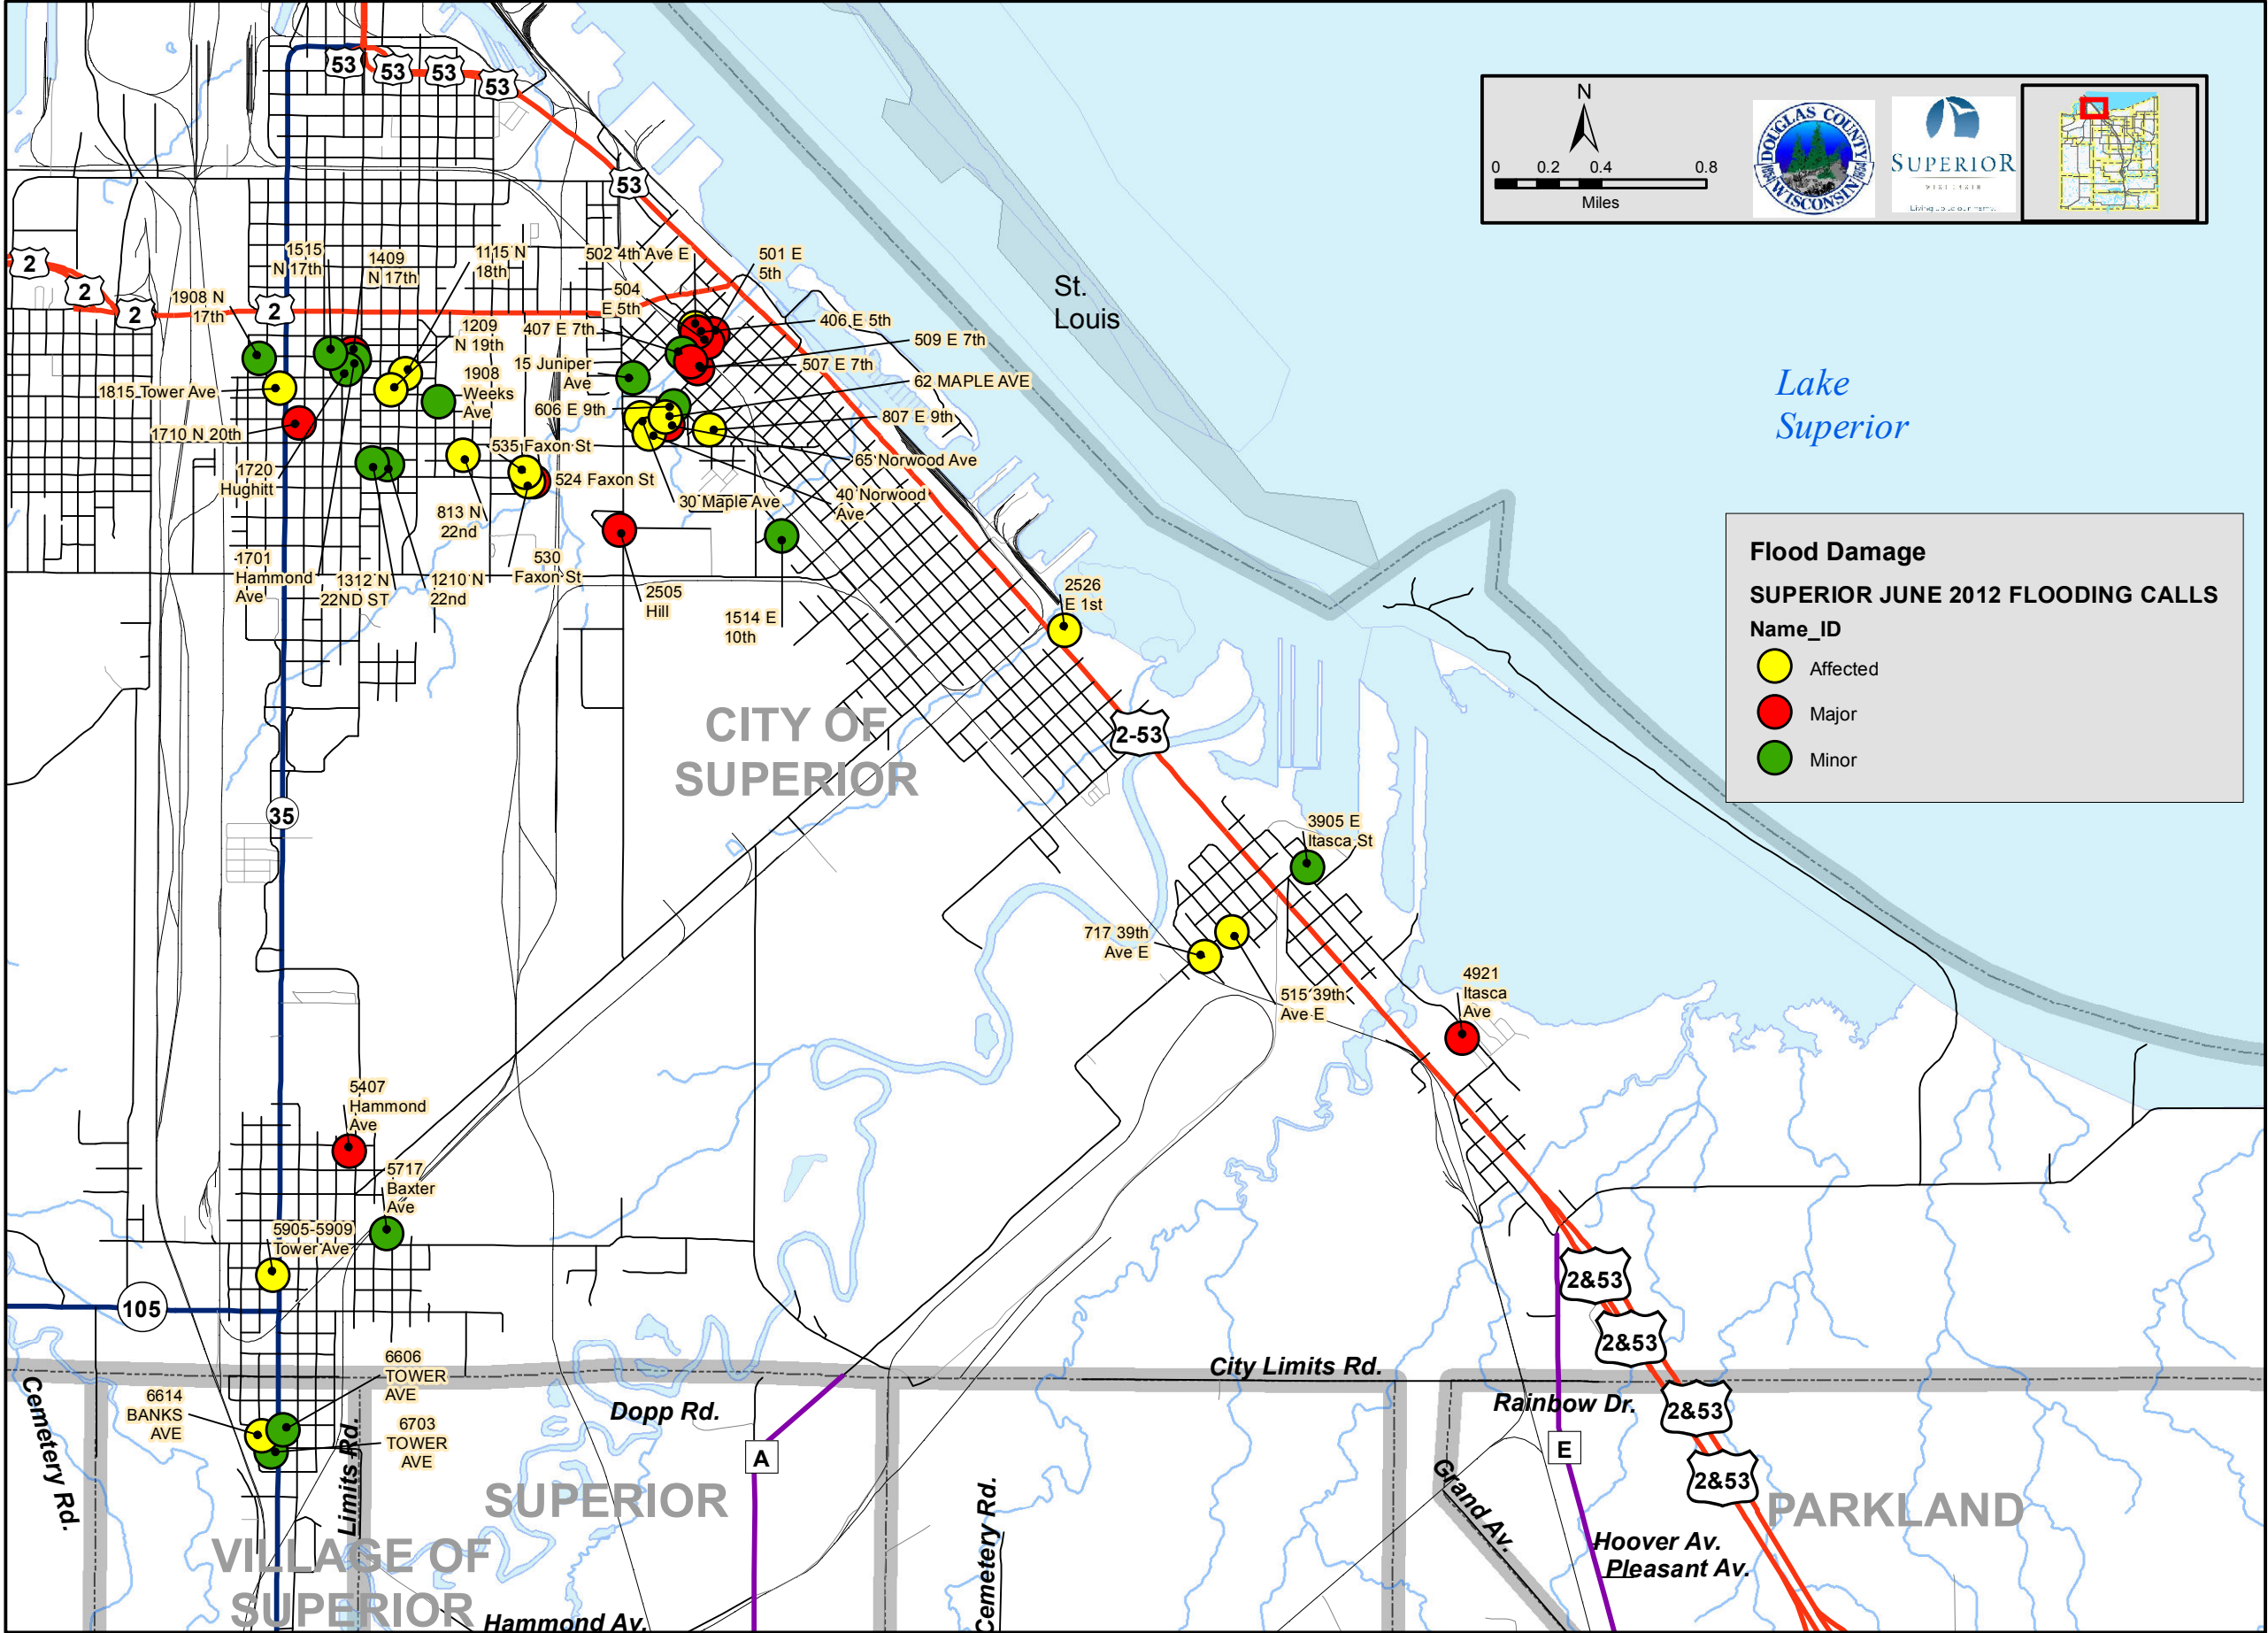 53
53
53
53
53
2
2
2
2
N
0
0.2
0.4
0.8
Miles
DOUGLAS COUNTY
WISCONSIN
1854
1854
SUPERIOR
St.
Louis
Lake
Superior
1515
N 17th
1409
N 17th
1115 N
18th
502 4th Ave E
501 E
5th
1908 N
17th
504
E 5th
1209
N 19th
407 E 7th
406 E 5th
509 E 7th
15 Juniper
Ave
507 E 7th
1908
Weeks
Ave
62 MAPLE AVE
1815 Tower Ave
606 E 9th
807 E 9th
1710 N 20th
535 Faxon St
65 Norwood Ave
1720
Hughitt
524 Faxon St
30 Maple Ave
40 Norwood
Ave
813 N
22nd
1701
Hammond
Ave
1312 N
22ND ST
1210 N
22nd
530
Faxon St
2505
Hill
1514 E
10th
2526
E 1st
Flood Damage
SUPERIOR JUNE 2012 FLOODING CALLS
Name_ID
Affected
Major
Minor
CITY OF
SUPERIOR
2-53
35
3905 E
Itasca St
717 39th
Ave E
515 39th
Ave E
4921
Itasca
Ave
5407
Hammond
Ave
5717
Baxter
Ave
5905-5909
Tower Ave
105
2&53
2&53
2&53
2&53
6606
TOWER
AVE
6614
BANKS
AVE
6703
TOWER
AVE
City Limits Rd.
Rainbow Dr.
Dopp Rd.
A
E
Cemetery Rd.
Limits Rd.
Cemetery Rd.
Grand Av.
SUPERIOR
PARKLAND
VILLAGE OF
SUPERIOR
Hoover Av.
Pleasant Av.
Hammond Av.